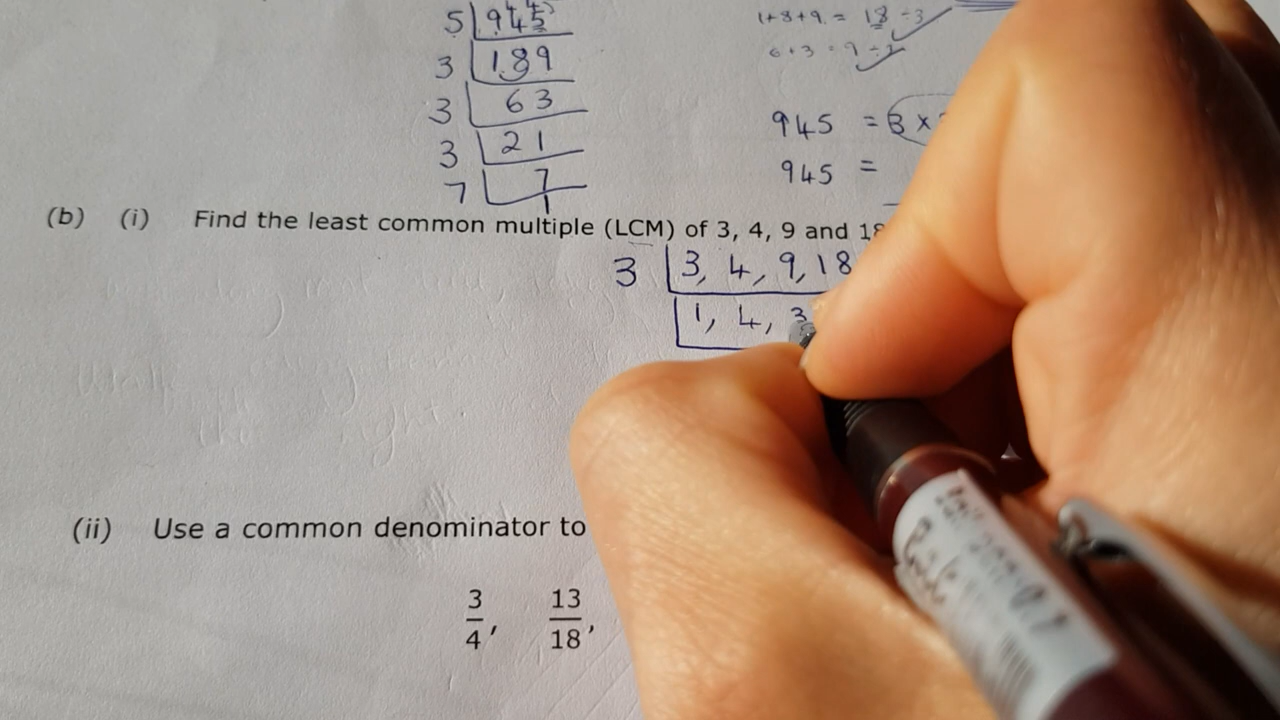 5 945
3 189
3 63
3 21
7 7
1
1+8+9 = 18 ÷3
6+3 = 9 ÷
945 = 3 ×
945 =
(b) (i) Find the least common multiple (LCM) of 3, 4, 9 and 18
3 3, 4, 9, 18
1, 4, 3
(ii) Use a common denominator to
3/4, 13/18,